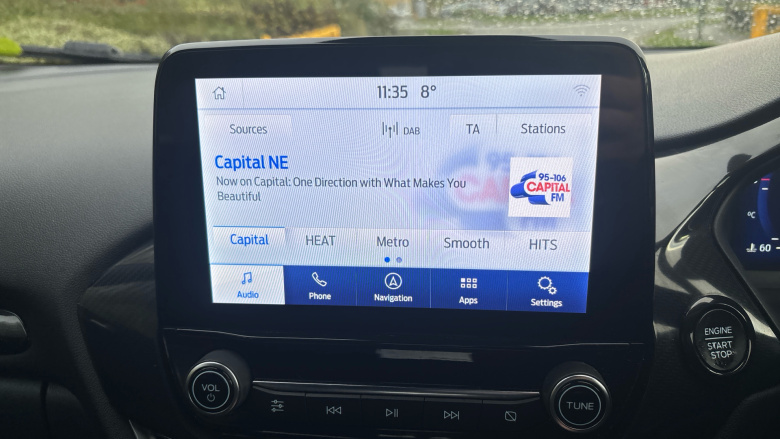 11:35 8°
Sources DAB TA Stations
Capital NE
Now on Capital: One Direction with What Makes You
Beautiful
95-106
CAPITAL
FM
Capital HEAT Metro Smooth HITS
Audio Phone Navigation Apps Settings
°C
60
ENGINE
START
STOP
VOL
TUNE